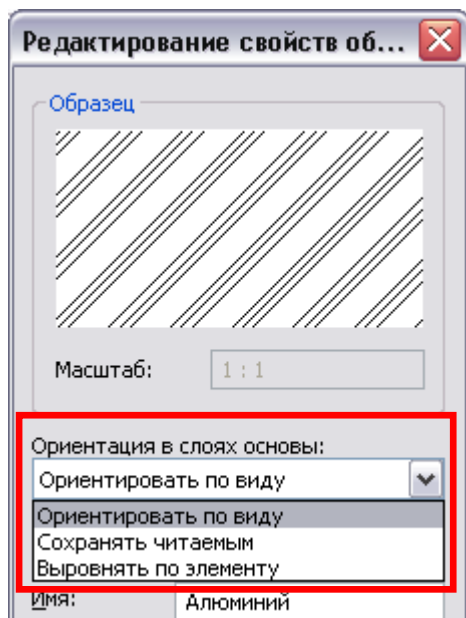 Редактирование свойств об...
Образец
Масштаб:
1 : 1
Ориентация в слоях основы:
Ориентировать по виду
Ориентировать по виду
Сохранять читаемым
Выровнять по элементу
Имя:
Алюминий